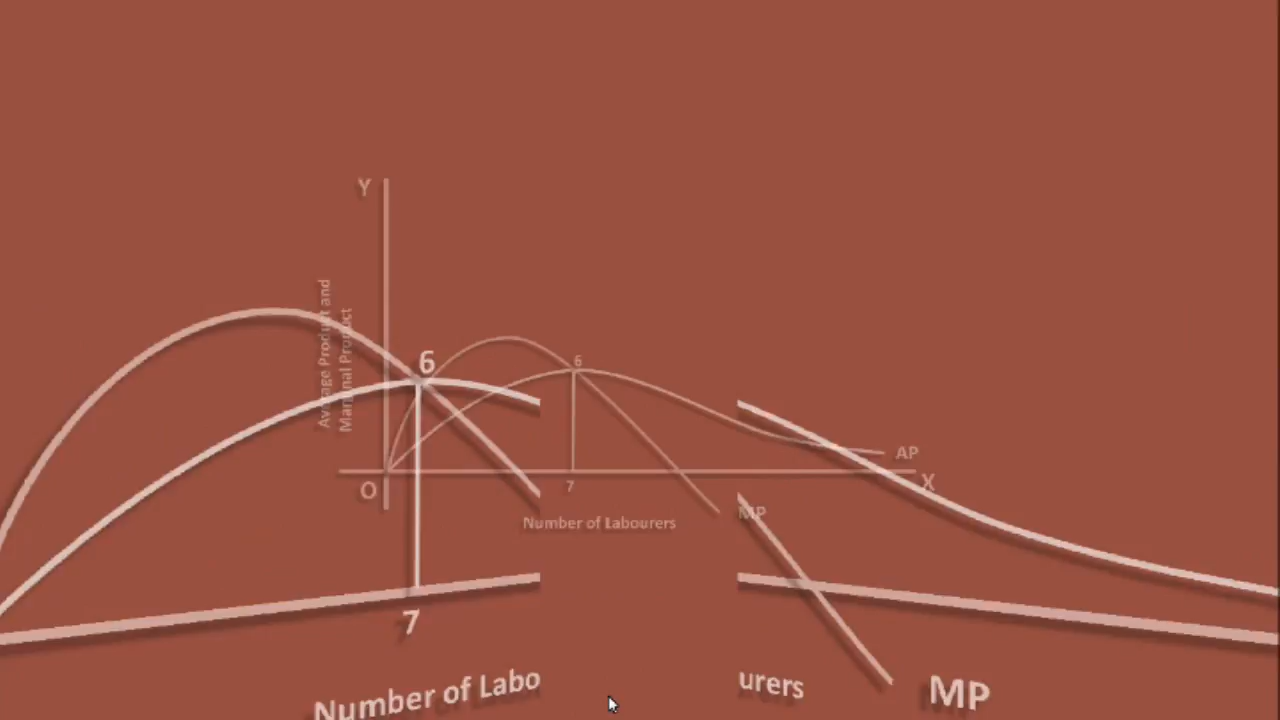 Y
Average Product and
Marginal Product
6
6
AP
X
O
7
MP
Number of Labourers
7
Number of Labo
urers
MP